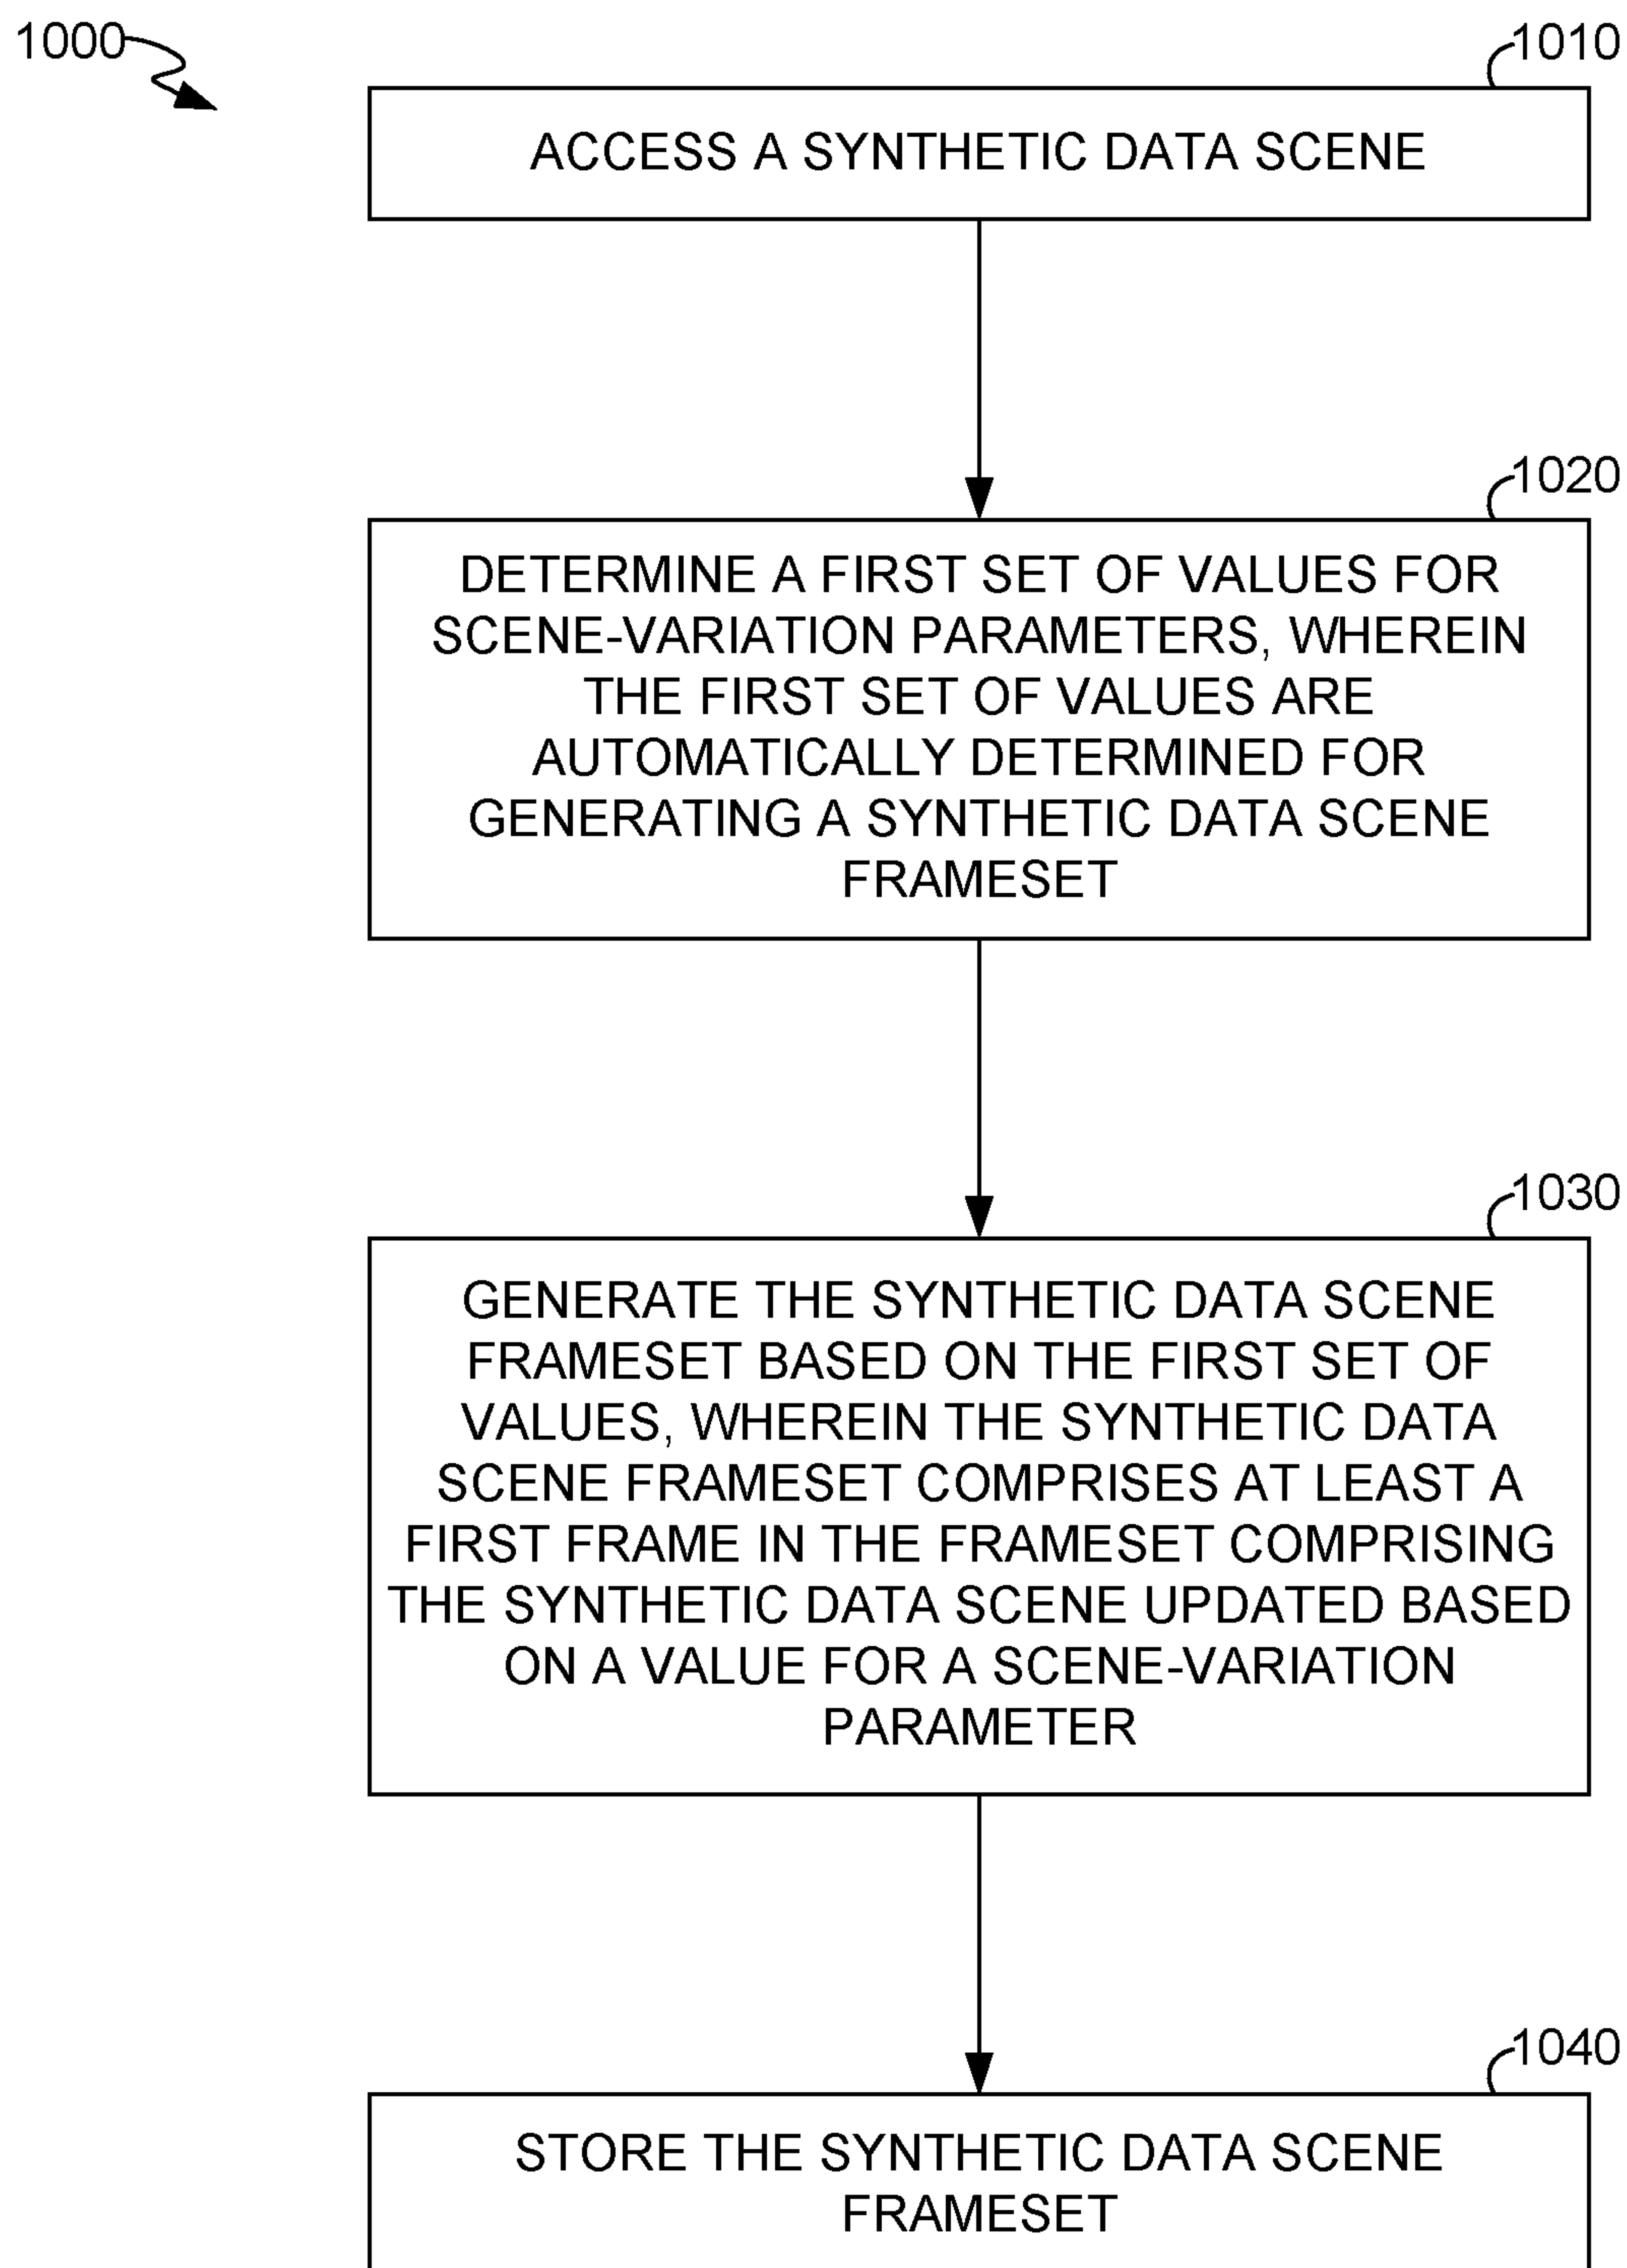 1000
1010
ACCESS A SYNTHETIC DATA SCENE
1020
DETERMINE A FIRST SET OF VALUES FOR
SCENE-VARIATION PARAMETERS, WHEREIN
THE FIRST SET OF VALUES ARE
AUTOMATICALLY DETERMINED FOR
GENERATING A SYNTHETIC DATA SCENE
FRAMESET
1030
GENERATE THE SYNTHETIC DATA SCENE
FRAMESET BASED ON THE FIRST SET OF
VALUES, WHEREIN THE SYNTHETIC DATA
SCENE FRAMESET COMPRISES AT LEAST A
FIRST FRAME IN THE FRAMESET COMPRISING
THE SYNTHETIC DATA SCENE UPDATED BASED
ON A VALUE FOR A SCENE-VARIATION
PARAMETER
1040
STORE THE SYNTHETIC DATA SCENE
FRAMESET